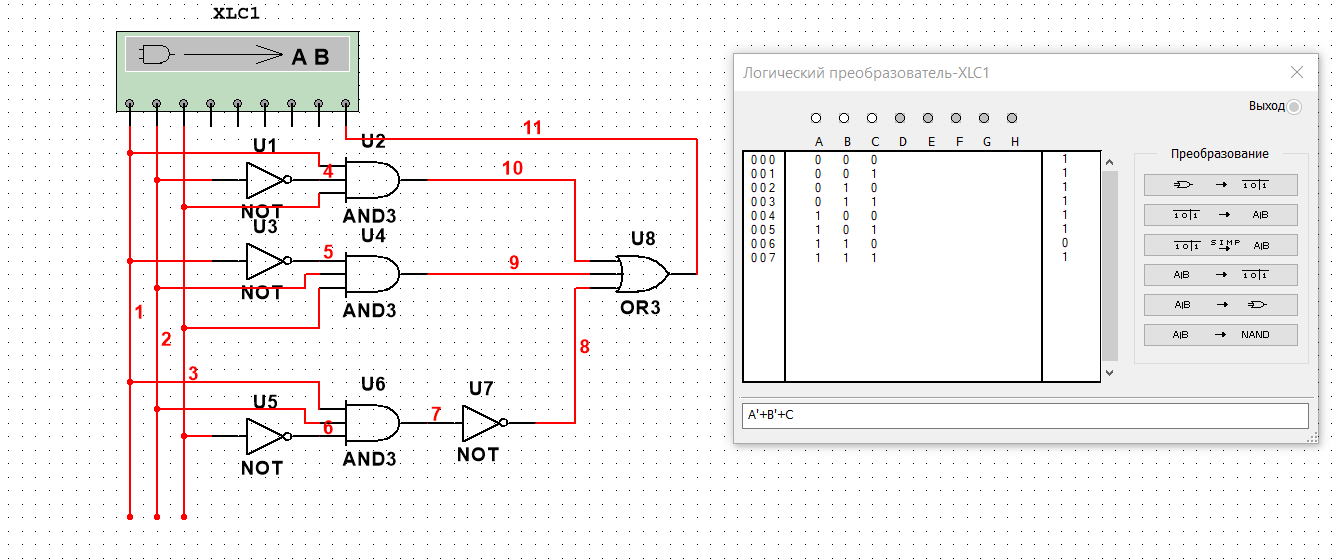 XLC1
A B
U1
U2
11
4
10
NOT
AND3
U3
U4
5
9
NOT
AND3
U8
OR3
1
2
3
8
U5
U6
U7
6
7
NOT
AND3
NOT
Логический преобразователь-XLC1
Выход
A B C D E F G H
Преобразование
000 0 0 0 1
001 0 0 1 1
002 0 1 0 1
003 0 1 1 1
004 1 0 0 1
005 1 0 1 1
006 1 1 0 0
007 1 1 1 1
→ 1 0 1
1 0 1 → A|B
1 0 1 SIMP → A|B
A|B → 1 0 1
A|B →
A|B → NAND
A'+B'+C